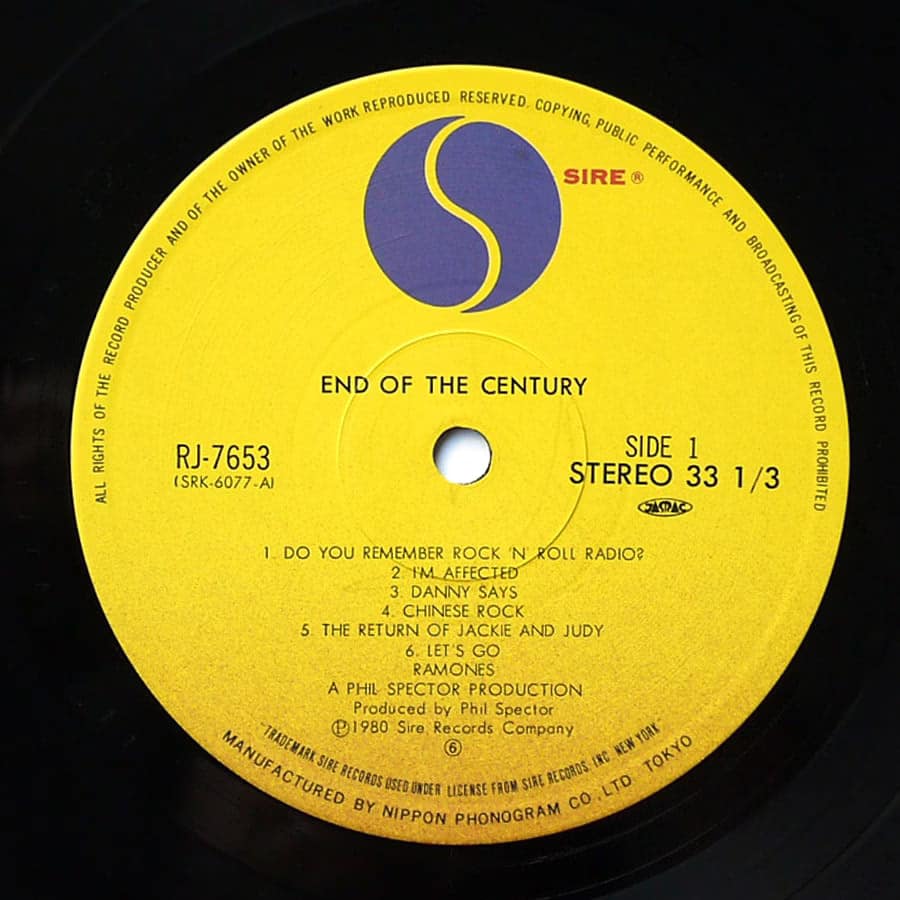 ALL RIGHTS OF THE RECORD PRODUCER AND OF THE OWNER OF THE WORK REPRODUCED RESERVED. COPYING, PUBLIC PERFORMANCE AND BROADCASTING OF THIS RECORD PROHIBITED
SIRE ®
END OF THE CENTURY
RJ-7653
(SRK-6077-A)
SIDE 1
STEREO 33 1/3
JASRAC
1. DO YOU REMEMBER ROCK 'N' ROLL RADIO?
2. I'M AFFECTED
3. DANNY SAYS
4. CHINESE ROCK
5. THE RETURN OF JACKIE AND JUDY
6. LET'S GO
RAMONES
A PHIL SPECTOR PRODUCTION
Produced by Phil Spector
℗1980 Sire Records Company
⑥
"TRADEMARK SIRE RECORDS USED UNDER LICENSE FROM SIRE RECORDS, INC. NEW YORK"
MANUFACTURED BY NIPPON PHONOGRAM CO., LTD. TOKYO